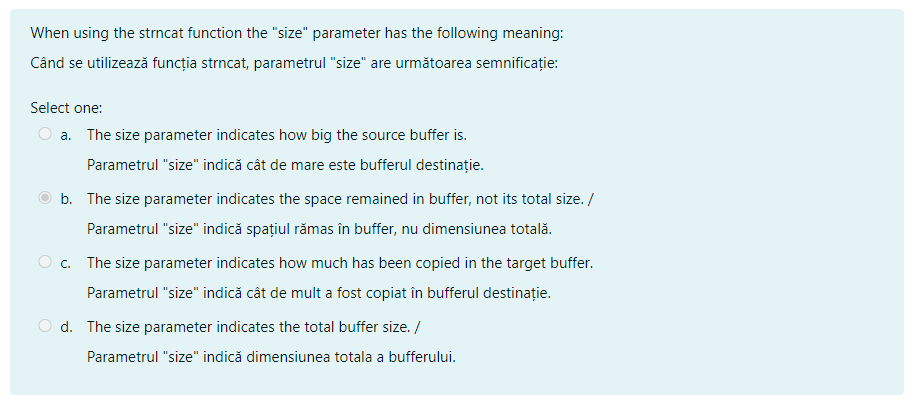 When using the strncat function the "size" parameter has the following meaning:
Când se utilizează funcția strncat, parametrul "size" are următoarea semnificație:
Select one:
a. The size parameter indicates how big the source buffer is.
Parametrul "size" indică cât de mare este bufferul destinație.
b. The size parameter indicates the space remained in buffer, not its total size. /
Parametrul "size" indică spațiul rămas în buffer, nu dimensiunea totală.
c. The size parameter indicates how much has been copied in the target buffer.
Parametrul "size" indică cât de mult a fost copiat în bufferul destinație.
d. The size parameter indicates the total buffer size. /
Parametrul "size" indică dimensiunea totala a bufferului.